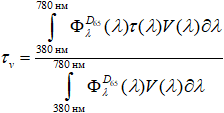 780 нм
∫ Φ_λ^{D_{65}}(λ)τ(λ)V(λ)∂λ
380 нм
τ_v = ―
780 нм
∫ Φ_λ^{D_{65}}(λ)V(λ)∂λ
380 нм